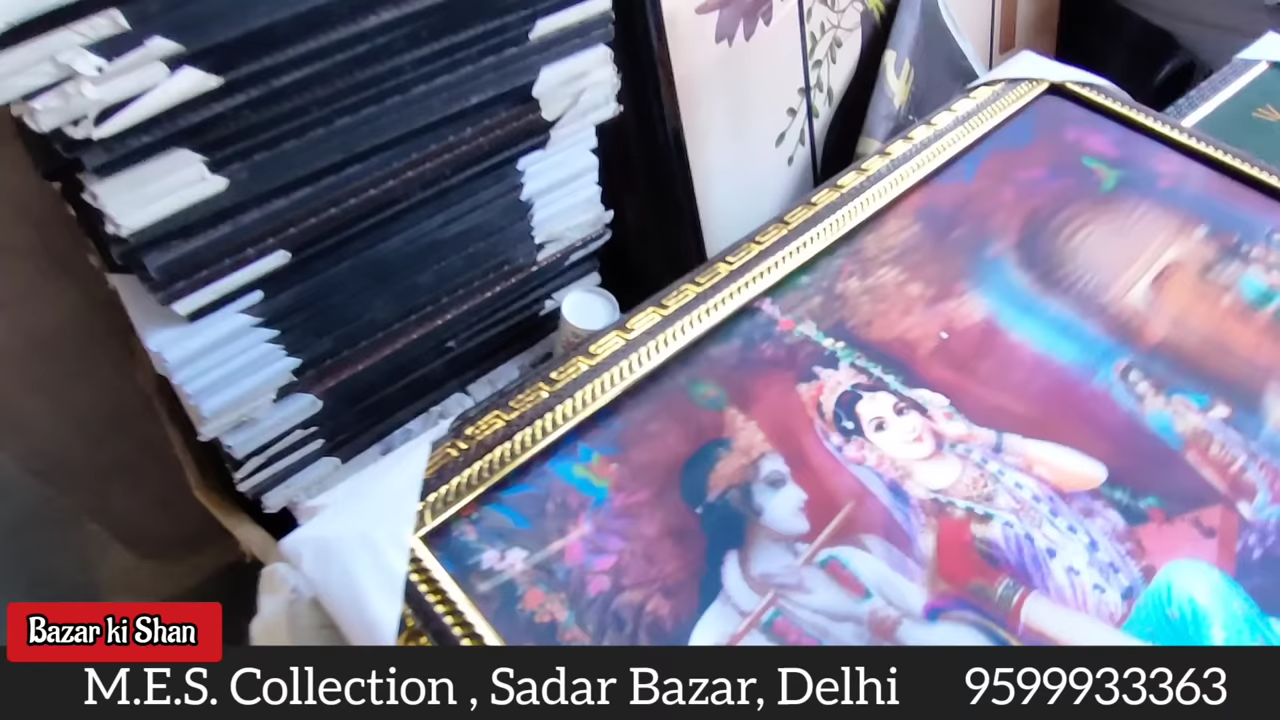 Bazar ki Shan
M.E.S. Collection , Sadar Bazar, Delhi 9599933363